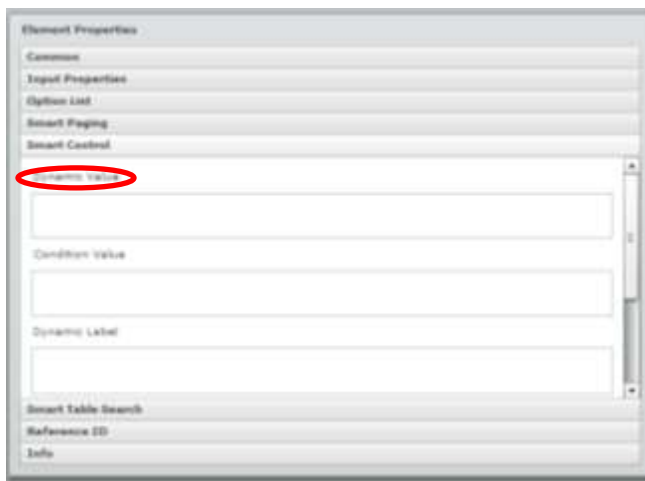 Element Properties
Common
Input Properties
Option List
Smart Paging
Smart Control
Dynamic Value
Condition Value
Dynamic Label
Smart Table Search
Reference ID
Info